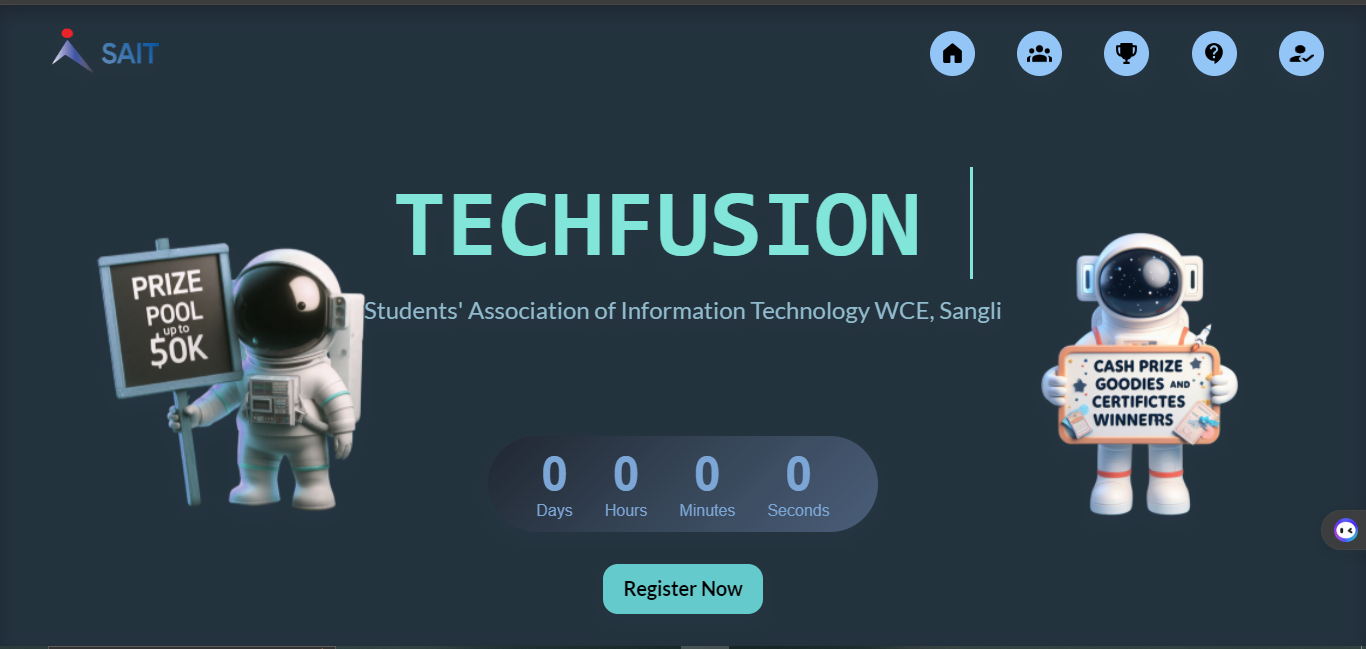 SAIT
TECHFUSION
Students' Association of Information Technology WCE, Sangli
PRIZE
POOL
up to
$50K
CASH PRIZE
GOODIES AND
CERTIFICTES
WINNERS
0 0 0 0
Days Hours Minutes Seconds
Register Now